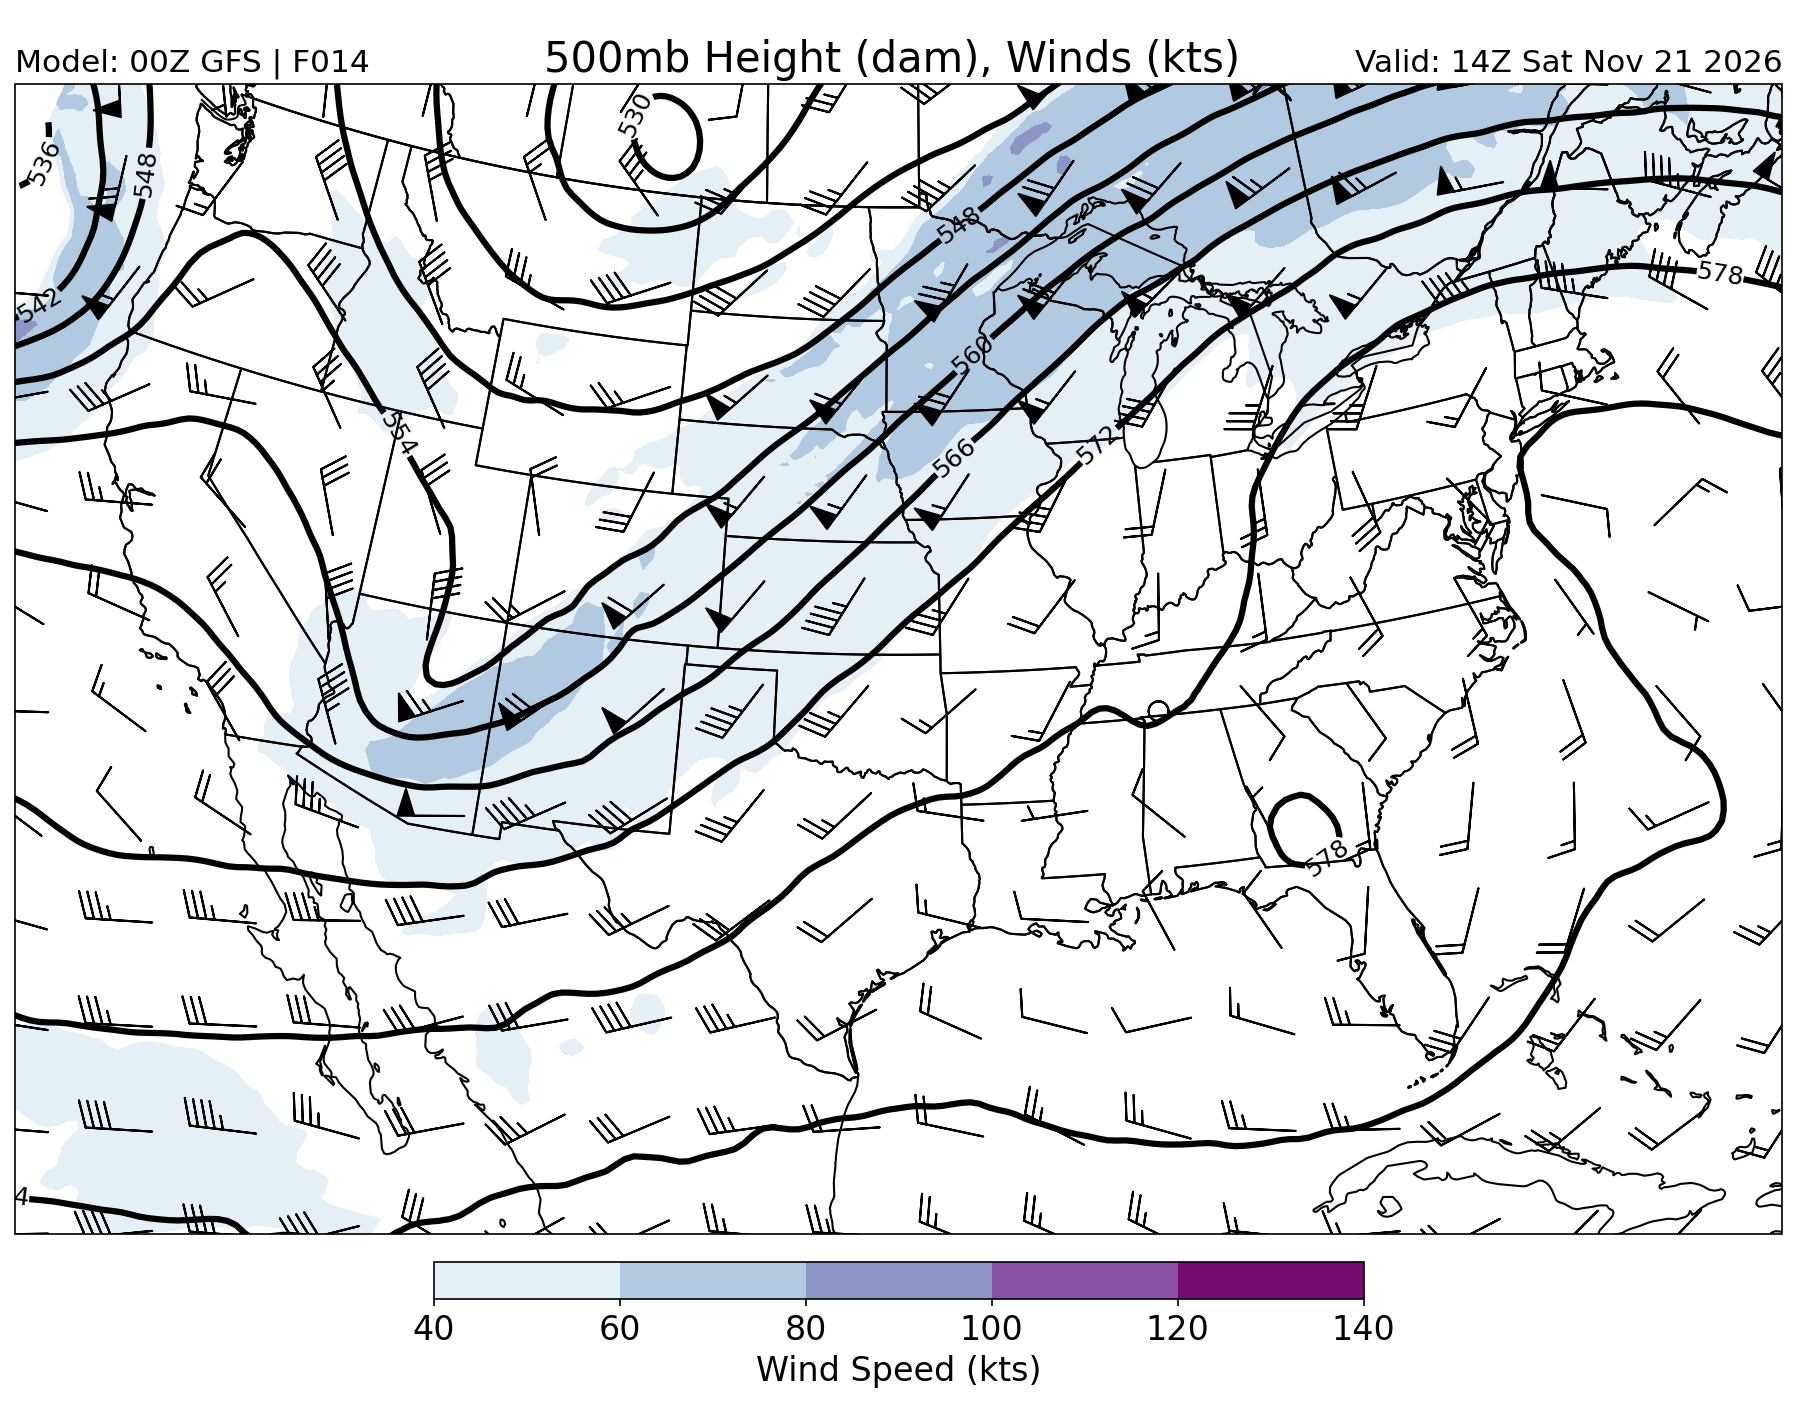 Model: 00Z GFS | F014
500mb Height (dam), Winds (kts)
Valid: 14Z Sat Nov 21 2026
530
536
548
548
578
542
560
554
572
566
578
4
40 60 80 100 120 140
Wind Speed (kts)